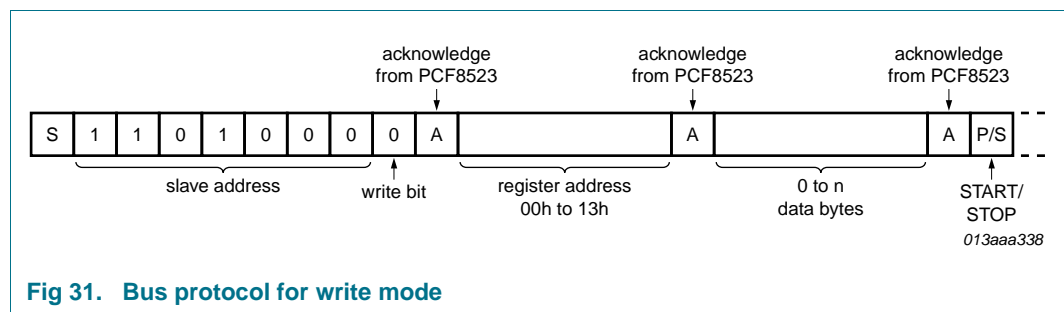 acknowledge from PCF8523
acknowledge from PCF8523
acknowledge from PCF8523
S 1 1 0 1 0 0 0 0 A A A P/S
slave address
write bit
register address
00h to 13h
0 to n
data bytes
START/
STOP
013aaa338
Fig 31. Bus protocol for write mode